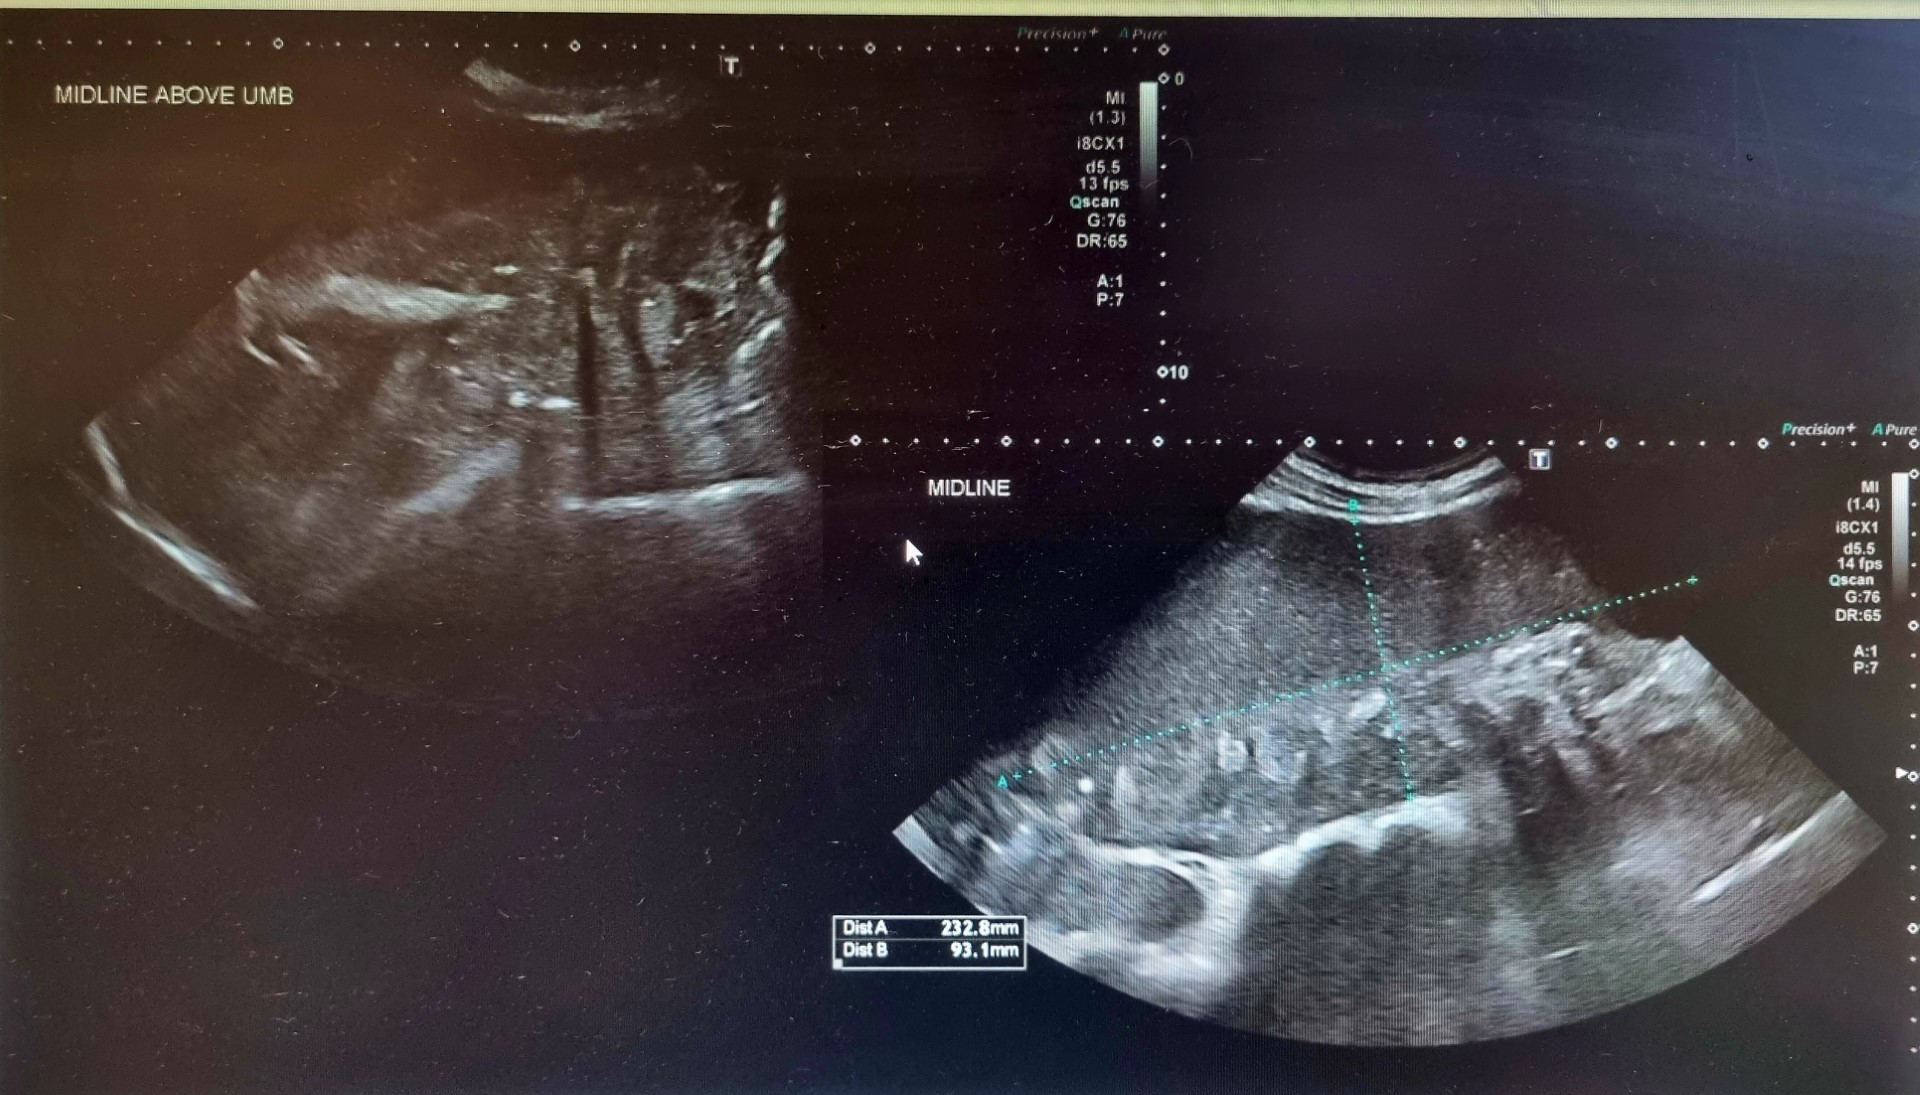 Precision+ A Pure
T
MIDLINE ABOVE UMB
0
MI
(1.3)
i8CX1
d5.5
13 fps
Qscan
G:76
DR:65
A:1
P:7
10
Precision+ A Pure
T
MIDLINE
B
MI
(1.4)
i8CX1
d5.5
14 fps
Qscan
G:76
DR:65
A:1
P:7
A
Dist A 232.8mm
Dist B 93.1mm